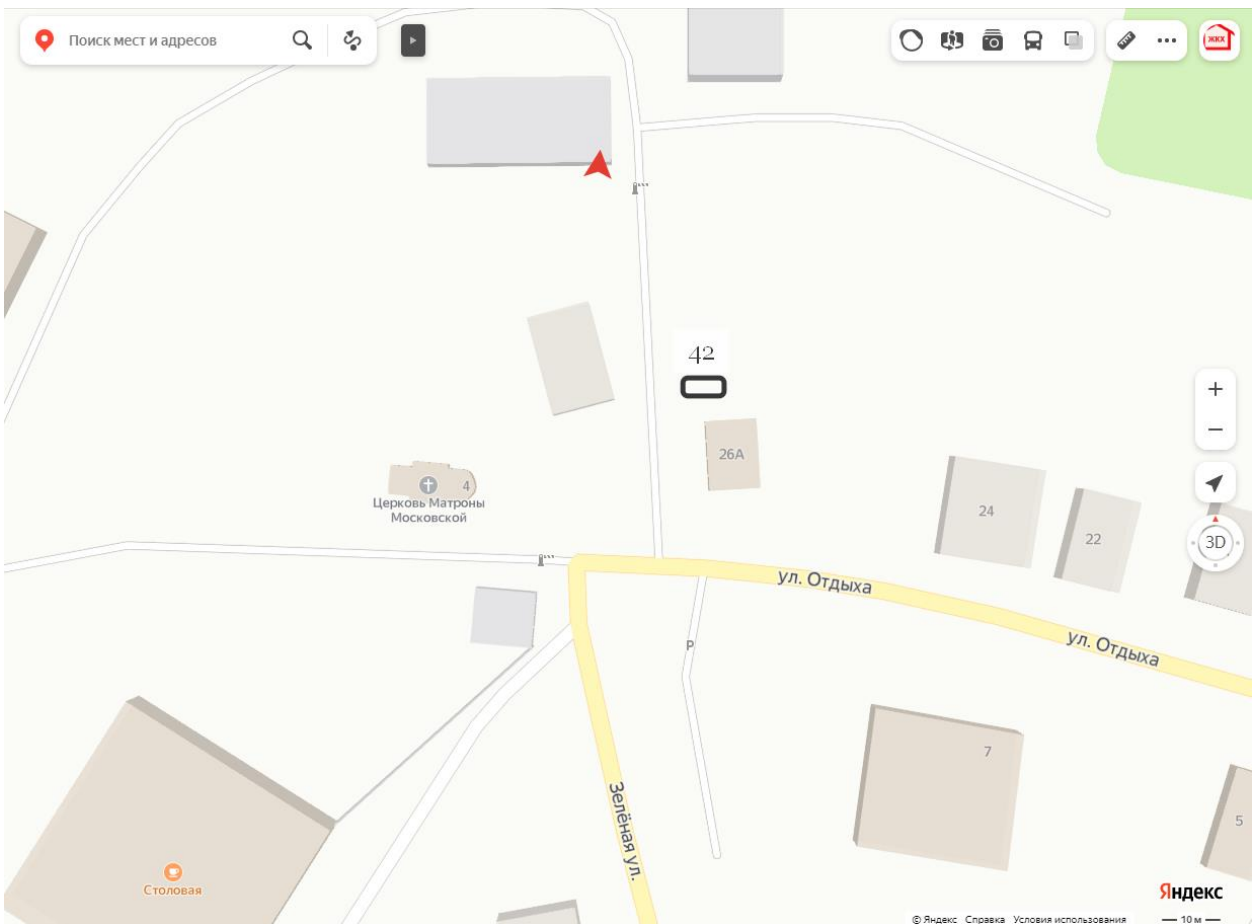 Поиск мест и адресов
ЖКХ
42
26А
4
Церковь Матроны
Московской
24
22
3D
ул. Отдыха
ул. Отдыха
P
7
Зелёная ул.
5
Столовая
Яндекс
© Яндекс Справка Условия использования
10 м